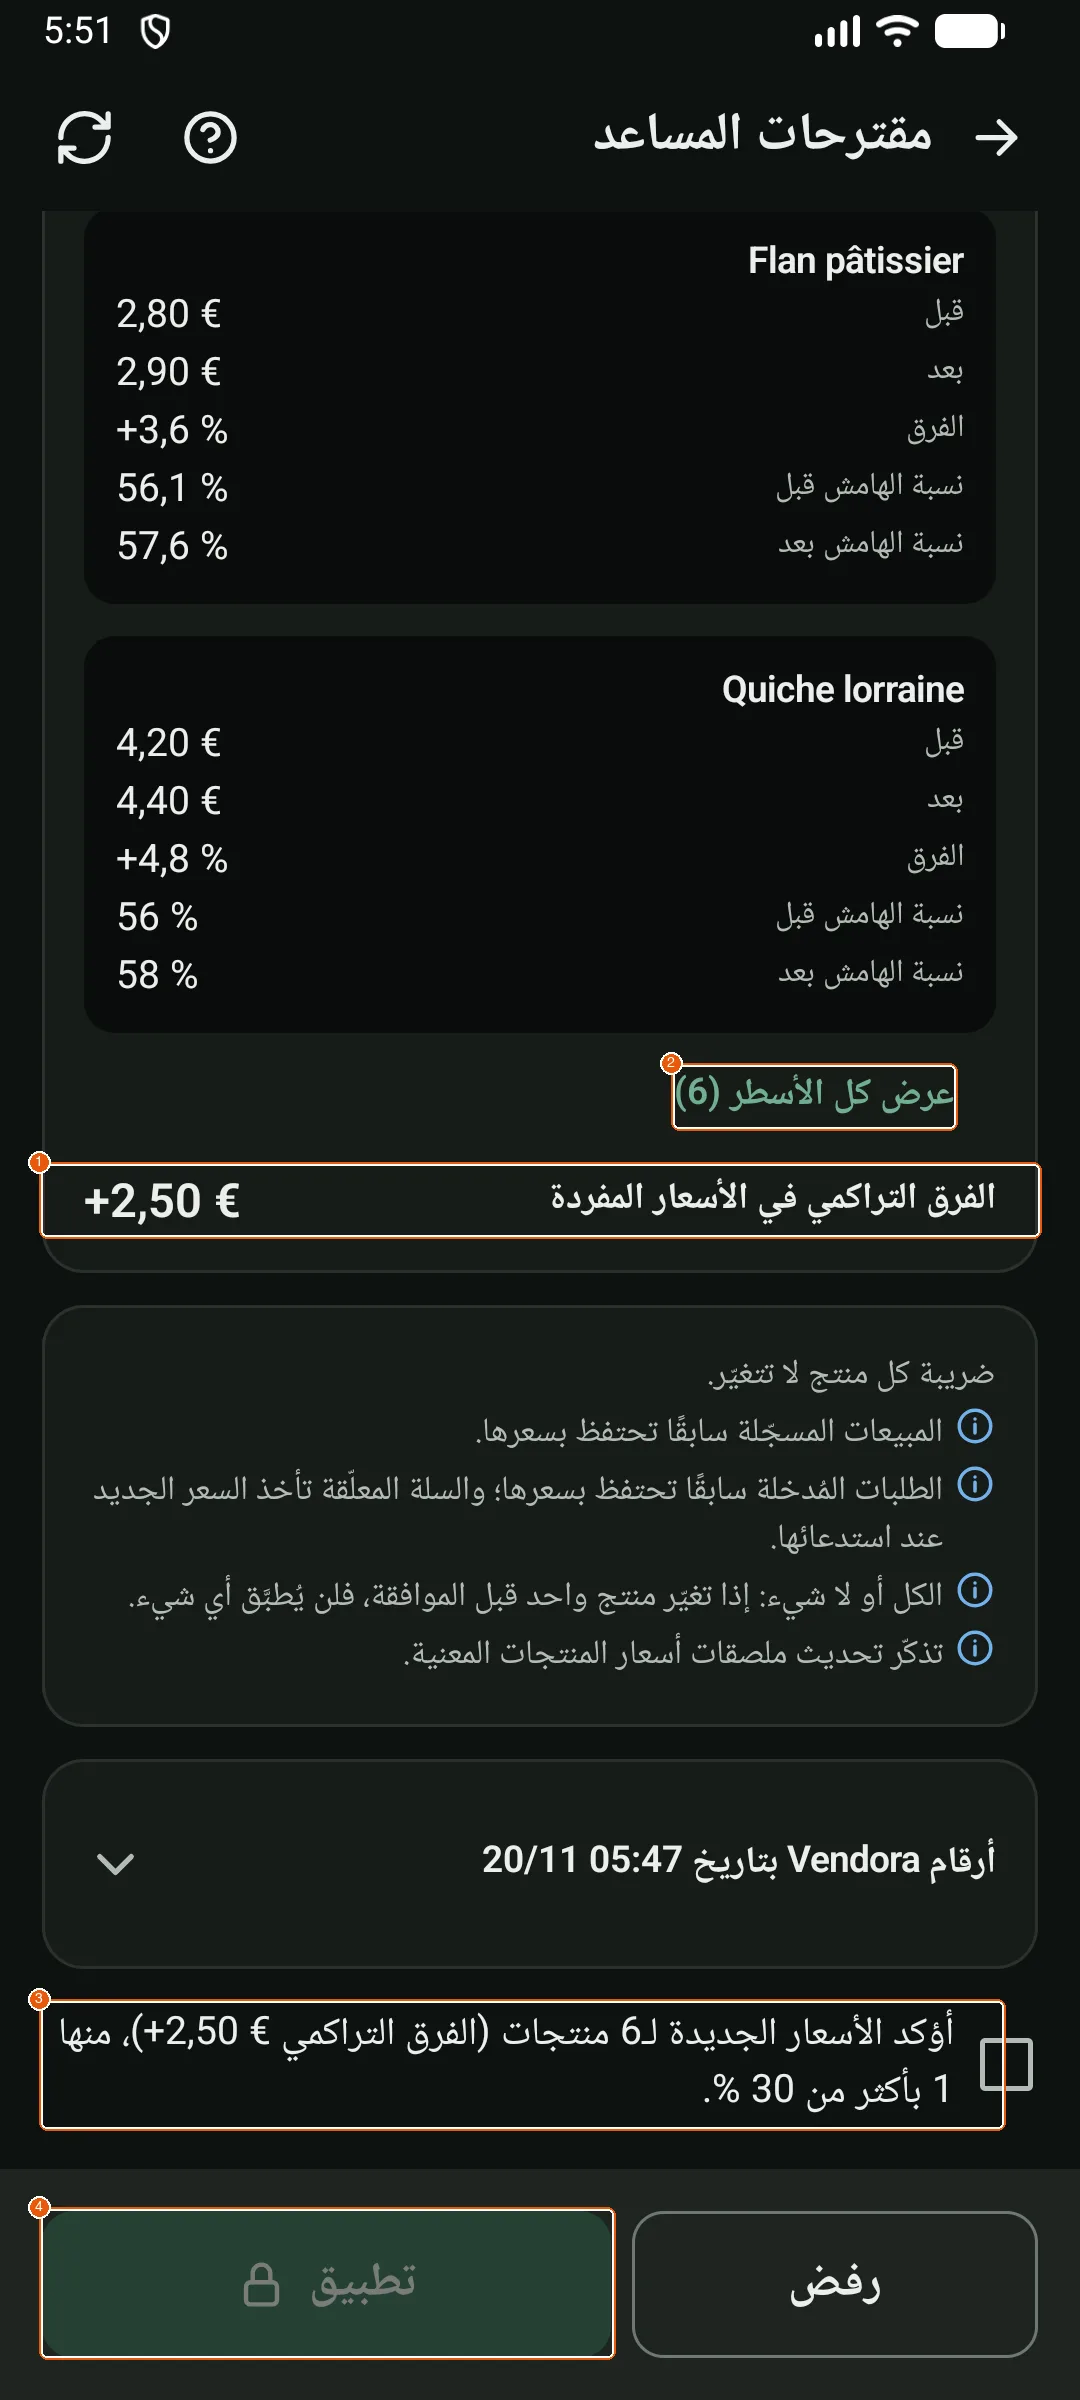 5:51
مقترحات المساعد
Flan pâtissier
قبل 2,80 €
بعد 2,90 €
الفرق +3,6 %
نسبة الهامش قبل 56,1 %
نسبة الهامش بعد 57,6 %
Quiche lorraine
قبل 4,20 €
بعد 4,40 €
الفرق +4,8 %
نسبة الهامش قبل 56 %
نسبة الهامش بعد 58 %
2
عرض كل الأسطر (6)
1
الفرق التراكمي في الأسعار المفردة +2,50 €
ضريبة كل منتج لا تتغيّر.
المبيعات المسجّلة سابقًا تحتفظ بسعرها.
الطلبات المُدخلة سابقًا تحتفظ بسعرها؛ والسلة المعلّقة تأخذ السعر الجديد
عند استدعائها.
الكل أو لا شيء: إذا تغيّر منتج واحد قبل الموافقة، فلن يُطبَّق أي شيء.
تذكّر تحديث ملصقات أسعار المنتجات المعنية.
أرقام Vendora بتاريخ 20/11 05:47
3
أؤكد الأسعار الجديدة لـ6 منتجات (الفرق التراكمي +2,50 €)، منها
1 بأكثر من 30 %.
4
رفض
تطبيق